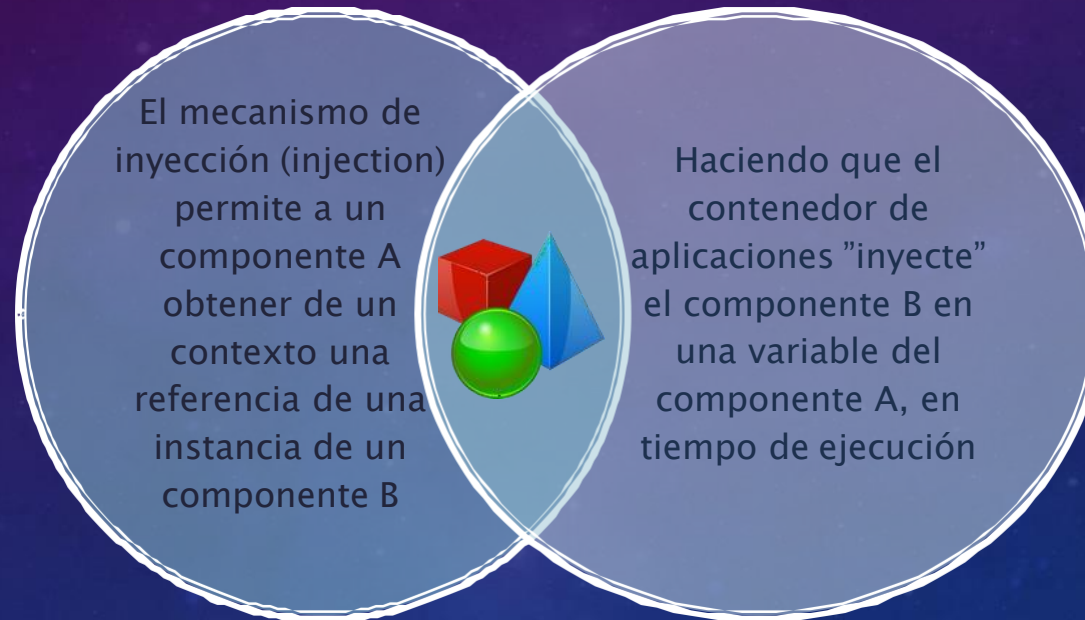 El mecanismo de
inyección (injection)
permite a un
componente A
obtener de un
contexto una
referencia de una
instancia de un
componente B
Haciendo que el
contenedor de
aplicaciones ”inyecte”
el componente B en
una variable del
componente A, en
tiempo de ejecución